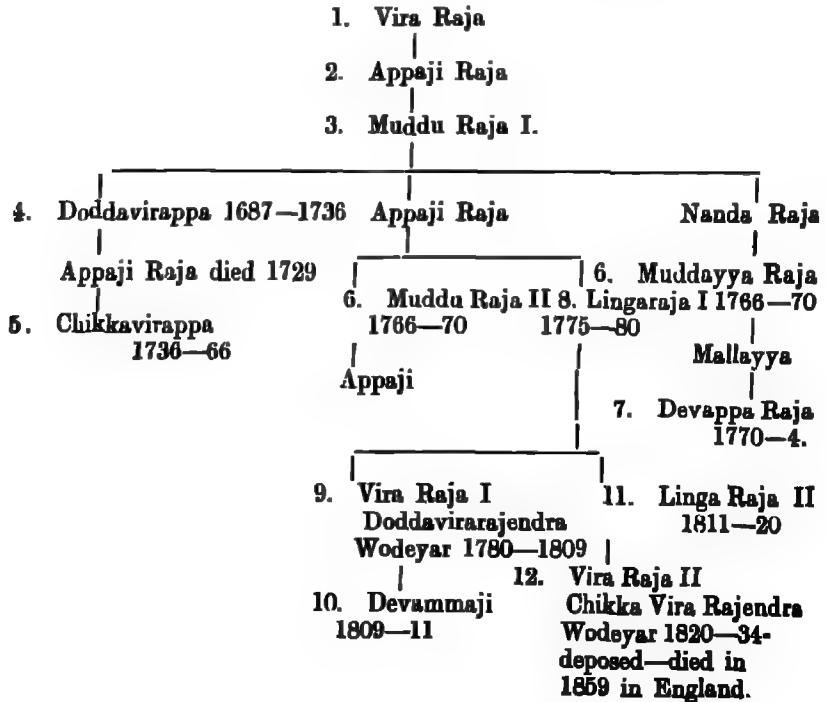 1. Vira Raja
2. Appaji Raja
3. Muddu Raja I.
4. Doddavirappa 1687—1736 Appaji Raja Nanda Raja
Appaji Raja died 1729
6. Muddayya Raja
6. Muddu Raja II 8. Lingaraja I 1766—70
5. Chikkavirappa
1766—70 1775—80
1736—66
Mallayya
Appaji
7. Devappa Raja
1770—4.
9. Vira Raja I 11. Linga Raja II
Doddavirarajendra 1811—20
Wodeyar 1780—1809
12. Vira Raja II
10. Devammaji Chikka Vira Rajendra
1809—11 Wodeyar 1820—34-
deposed—died in
1859 in England.